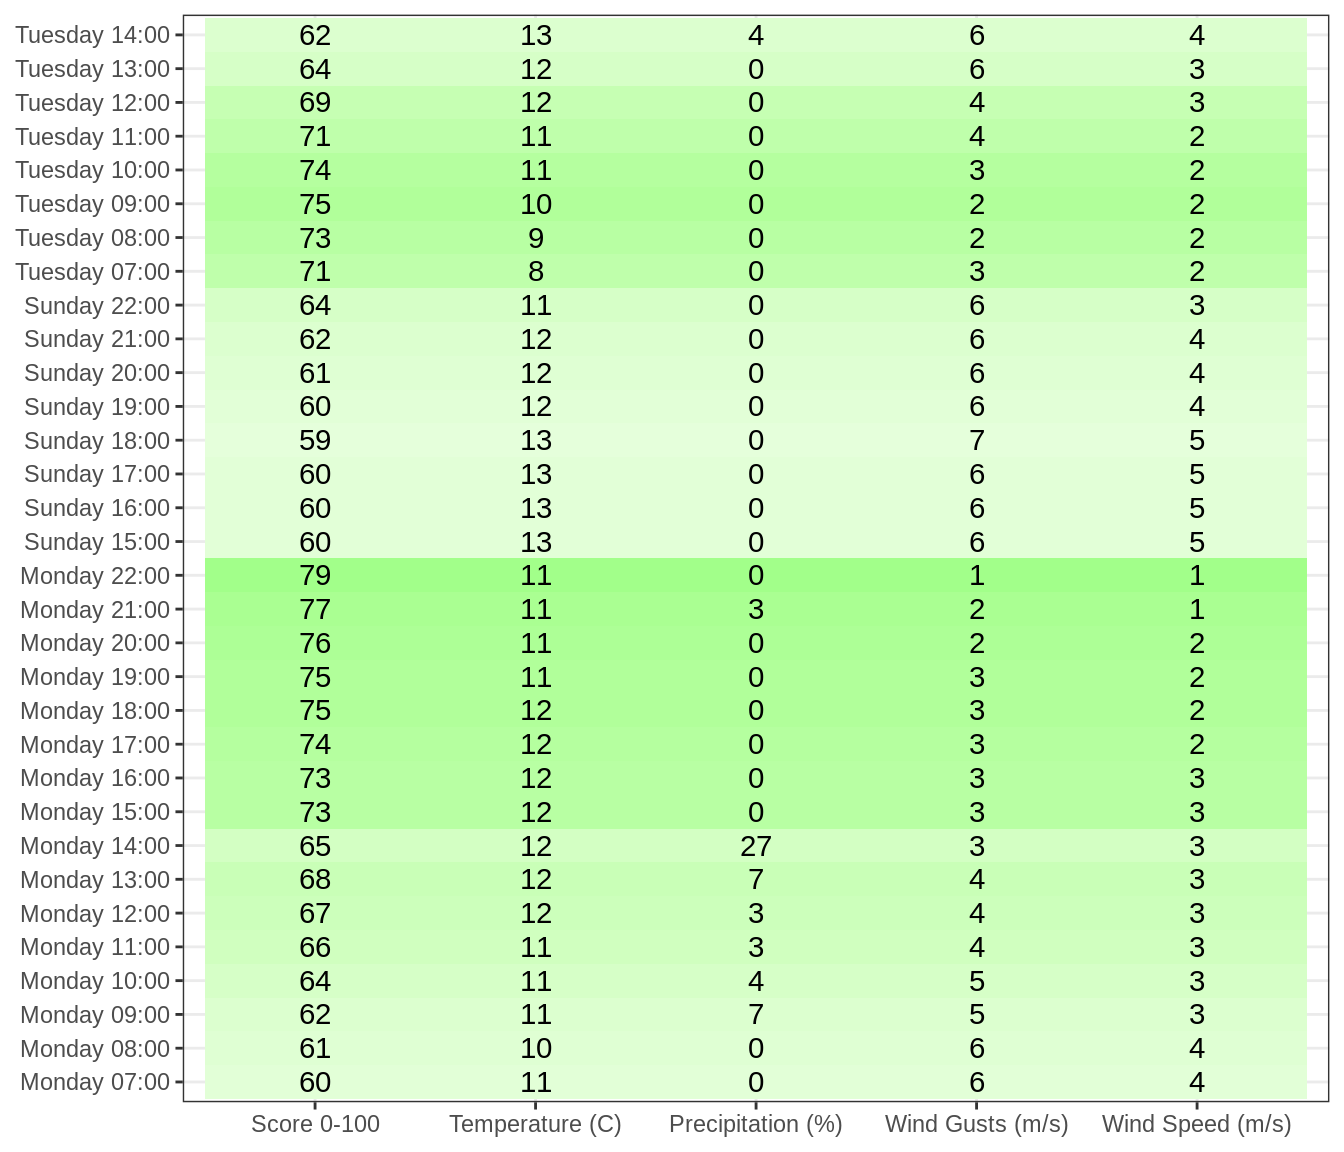 Tuesday 14:00 62 13 4 6 4
Tuesday 13:00 64 12 0 6 3
Tuesday 12:00 69 12 0 4 3
Tuesday 11:00 71 11 0 4 2
Tuesday 10:00 74 11 0 3 2
Tuesday 09:00 75 10 0 2 2
Tuesday 08:00 73 9 0 2 2
Tuesday 07:00 71 8 0 3 2
Sunday 22:00 64 11 0 6 3
Sunday 21:00 62 12 0 6 4
Sunday 20:00 61 12 0 6 4
Sunday 19:00 60 12 0 6 4
Sunday 18:00 59 13 0 7 5
Sunday 17:00 60 13 0 6 5
Sunday 16:00 60 13 0 6 5
Sunday 15:00 60 13 0 6 5
Monday 22:00 79 11 0 1 1
Monday 21:00 77 11 3 2 1
Monday 20:00 76 11 0 2 2
Monday 19:00 75 11 0 3 2
Monday 18:00 75 12 0 3 2
Monday 17:00 74 12 0 3 2
Monday 16:00 73 12 0 3 3
Monday 15:00 73 12 0 3 3
Monday 14:00 65 12 27 3 3
Monday 13:00 68 12 7 4 3
Monday 12:00 67 12 3 4 3
Monday 11:00 66 11 3 4 3
Monday 10:00 64 11 4 5 3
Monday 09:00 62 11 7 5 3
Monday 08:00 61 10 0 6 4
Monday 07:00 60 11 0 6 4
Score 0-100 Temperature (C) Precipitation (%) Wind Gusts (m/s) Wind Speed (m/s)